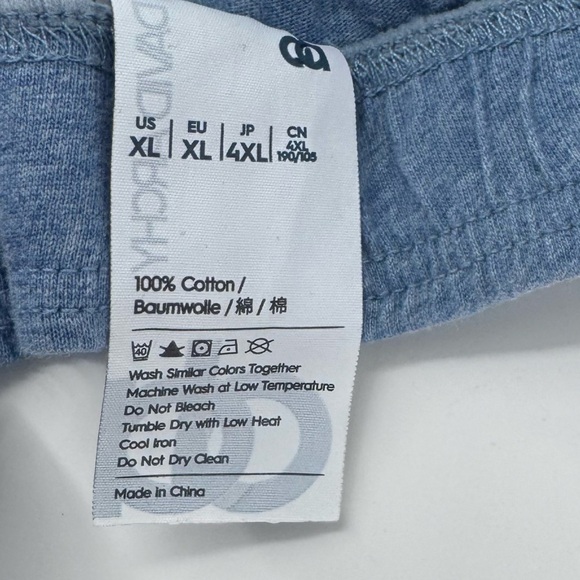 US | EU | JP | CN
XL | XL | 4XL | 4XL
190/105
100% Cotton /
Baumwolle / 綿 / 棉
40
Wash Similar Colors Together
Machine Wash at Low Temperature
Do Not Bleach
Tumble Dry with Low Heat
Cool Iron
Do Not Dry Clean
Made in China